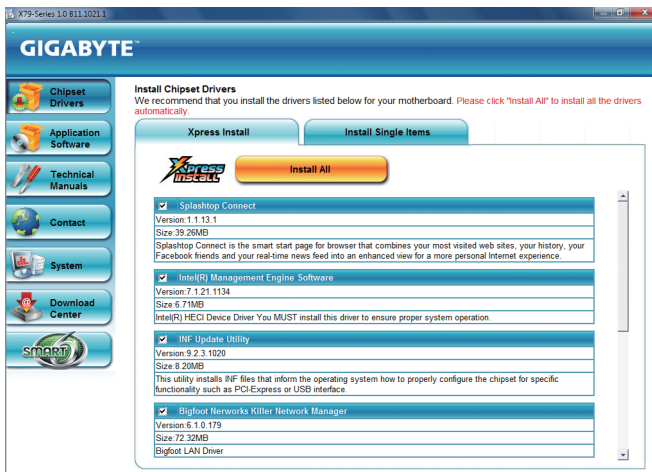 X79-Series 1.0 B11.1021.1
GIGABYTE™
Chipset
Drivers
Application
Software
Technical
Manuals
Contact
System
Download
Center
SMART6
Install Chipset Drivers
We recommend that you install the drivers listed below for your motherboard. Please click "Install All" to install all the drivers
automatically.
Xpress Install
Install Single Items
Xpress
INSTALL
Install All
Splashtop Connect
Version:1.1.13.1
Size:39.26MB
Splashtop Connect is the smart start page for browser that combines your most visited web sites, your history, your
Facebook friends and your real-time news feed into an enhanced view for a more personal Internet experience.
Intel(R) Management Engine Software
Version:7.1.21.1134
Size:6.71MB
Intel(R) HECI Device Driver You MUST install this driver to ensure proper system operation.
INF Update Utility
Version:9.2.3.1020
Size:8.20MB
This utility installs INF files that inform the operating system how to properly configure the chipset for specific
functionality such as PCI-Express or USB interface.
Bigfoot Nerworks Killer Network Manager
Version:6.1.0.179
Size:72.32MB
Bigfoot LAN Driver